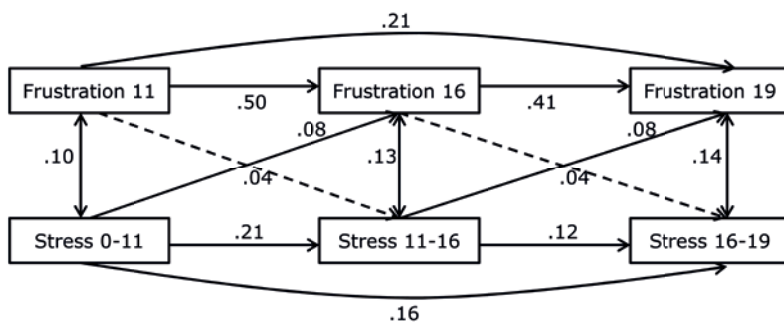 .21
Frustration 11
Frustration 16
Frustration 19
.50
.41
.08
.08
.10
.13
.14
.04
.04
Stress 0-11
.21
Stress 11-16
.12
Stress 16-19
.16